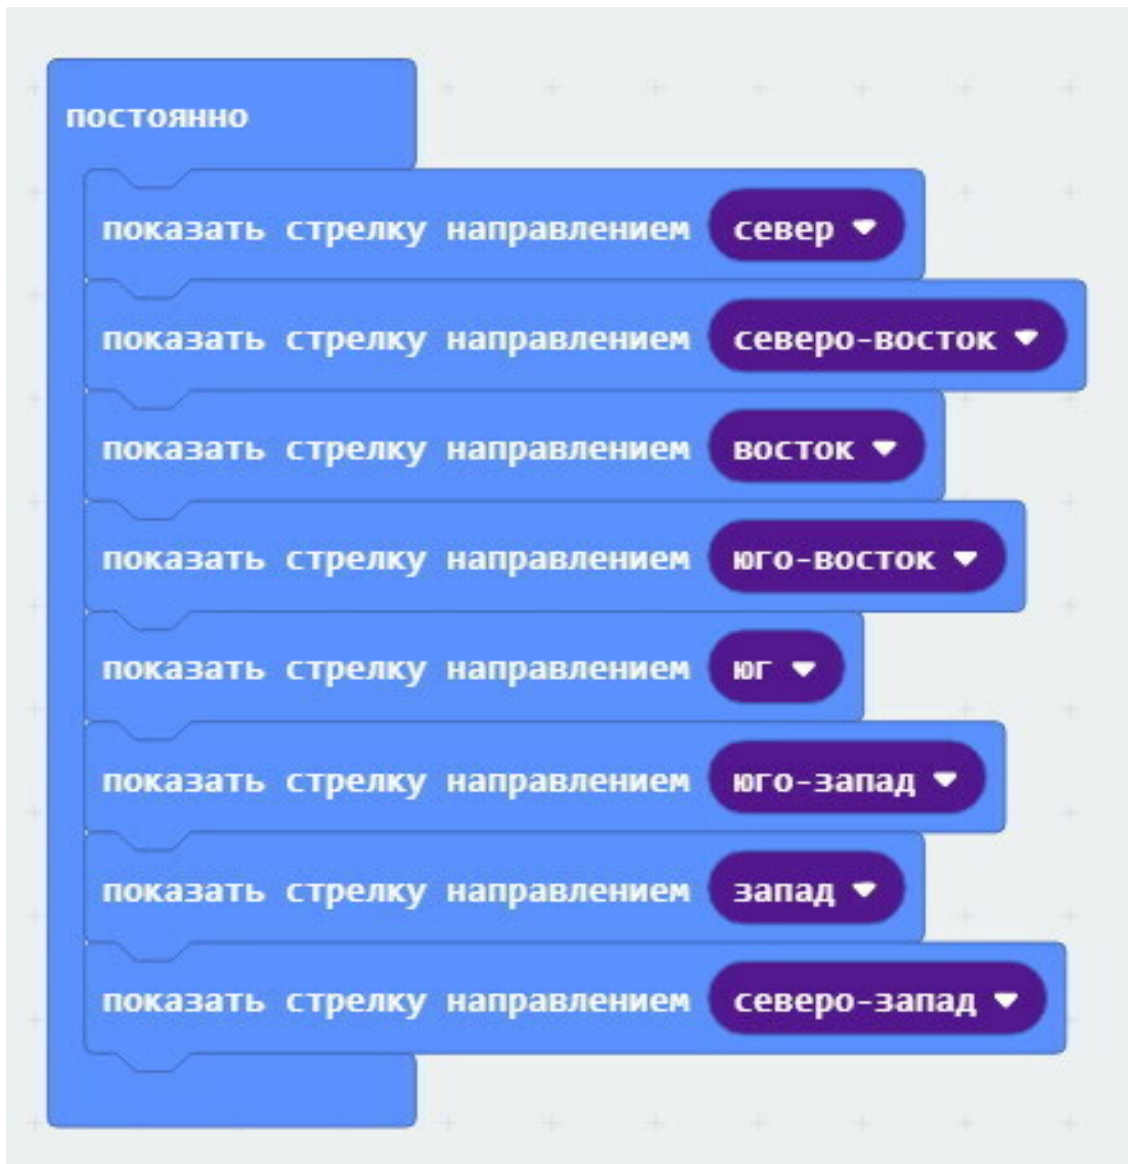 постоянно
показать стрелку направлением север
показать стрелку направлением северо-восток
показать стрелку направлением восток
показать стрелку направлением юго-восток
показать стрелку направлением юг
показать стрелку направлением юго-запад
показать стрелку направлением запад
показать стрелку направлением северо-запад